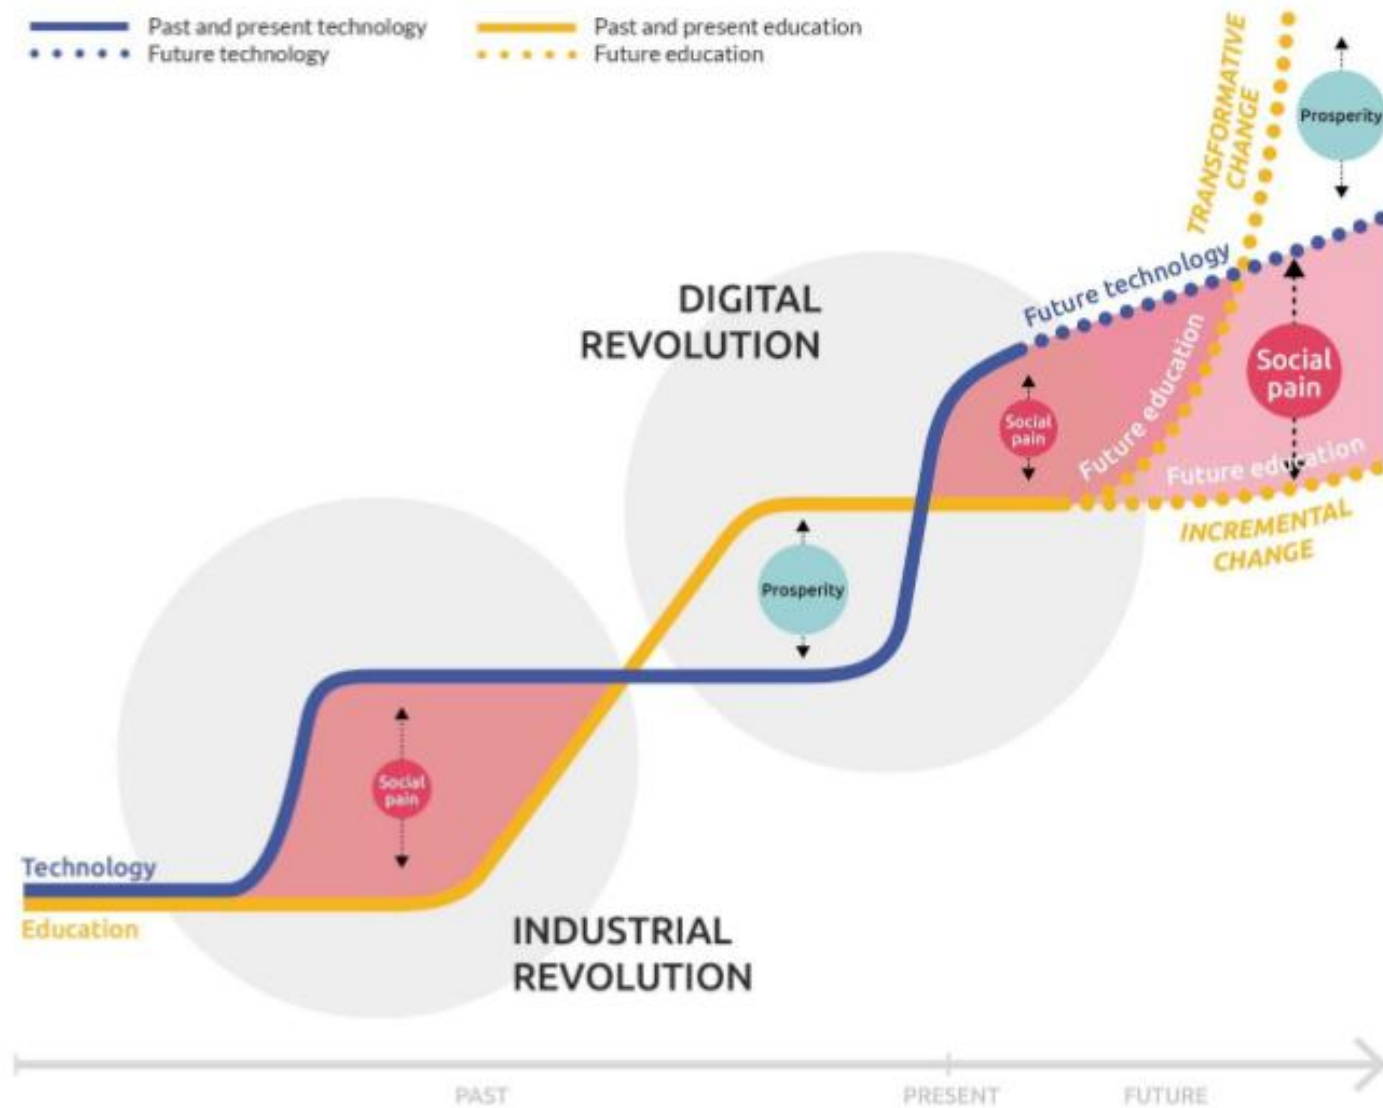 Past and present technology
Future technology
Past and present education
Future education
TRANSFORMATIVE
CHANGE
Prosperity
DIGITAL
REVOLUTION
Future technology
Social
pain
Future education
Social
pain
Future education
INCREMENTAL
CHANGE
Prosperity
Social
pain
Technology
Education
INDUSTRIAL
REVOLUTION
PAST
PRESENT
FUTURE